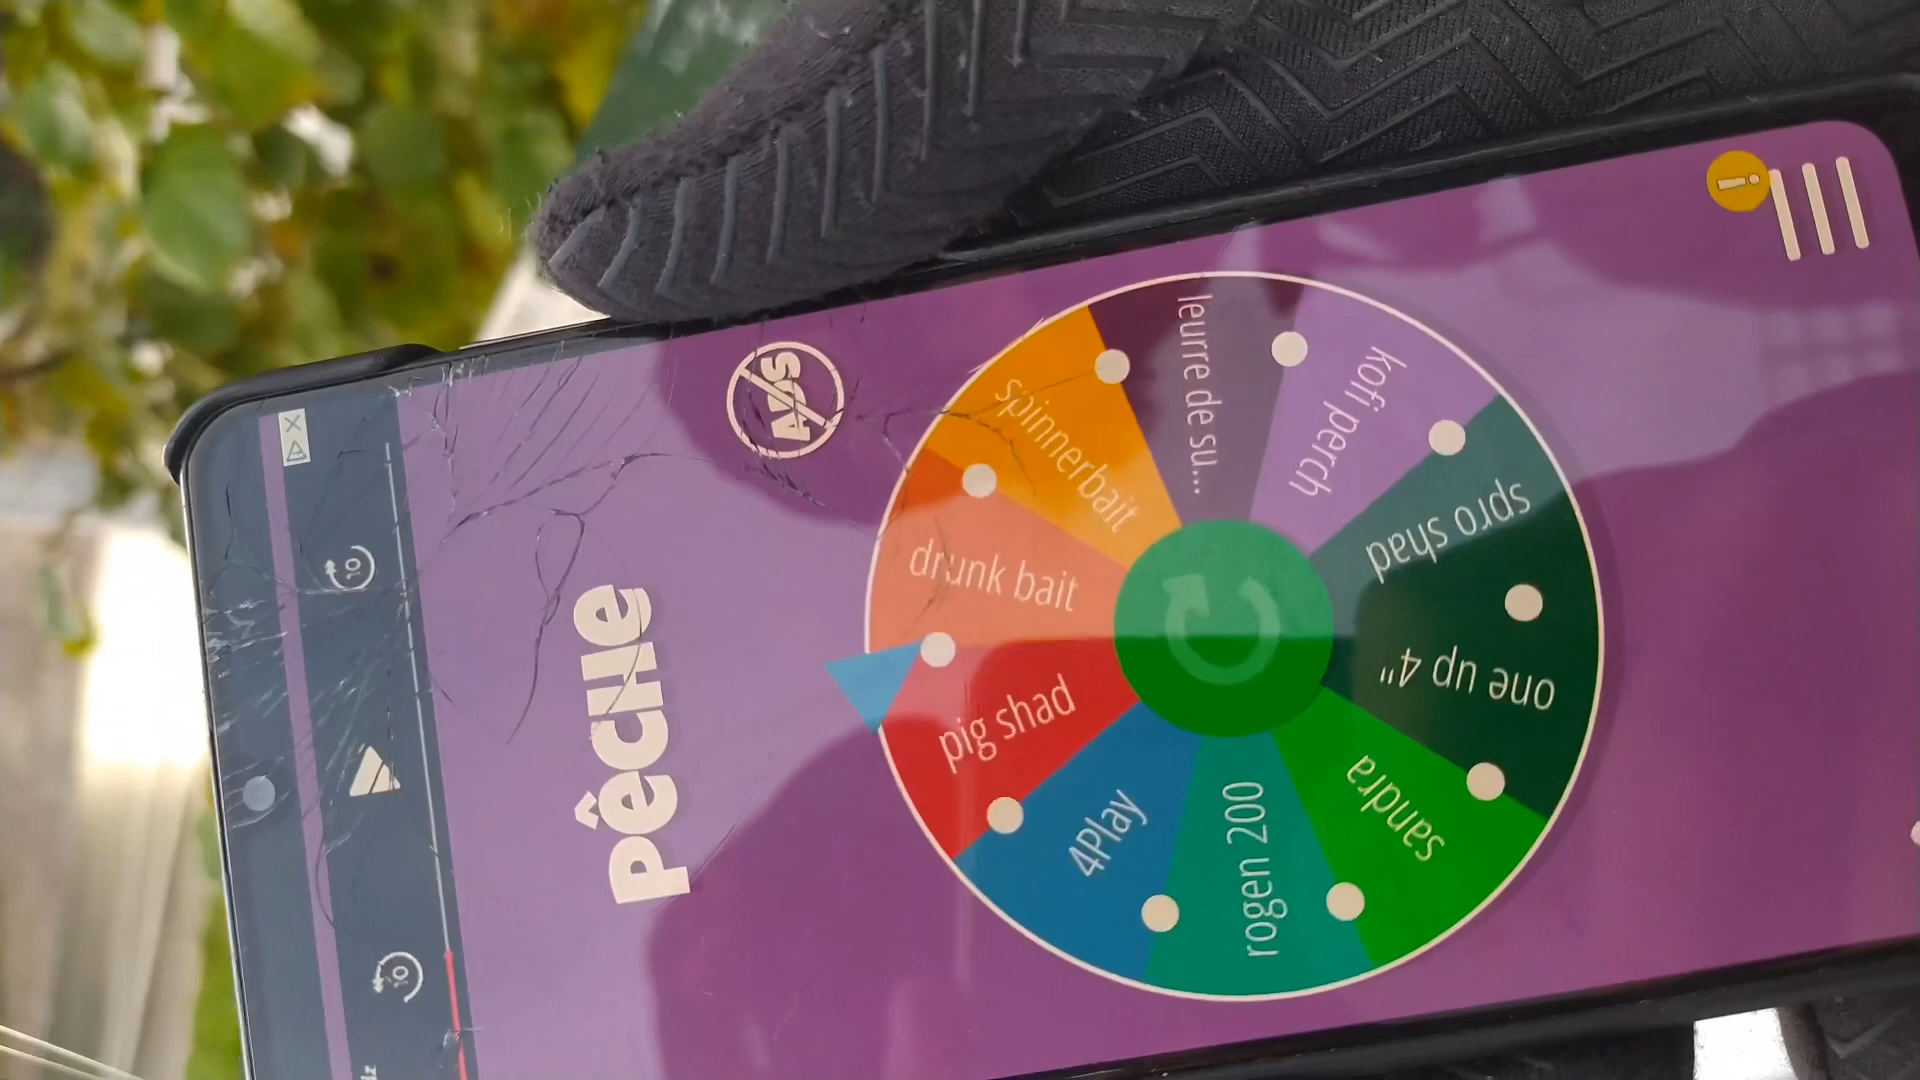 10
10
Pêche
ADS
drunk bait
spinnerbait
leurre de su...
kofi perch
spro shad
one up 4"
sandra
rogen 200
4Play
pig shad